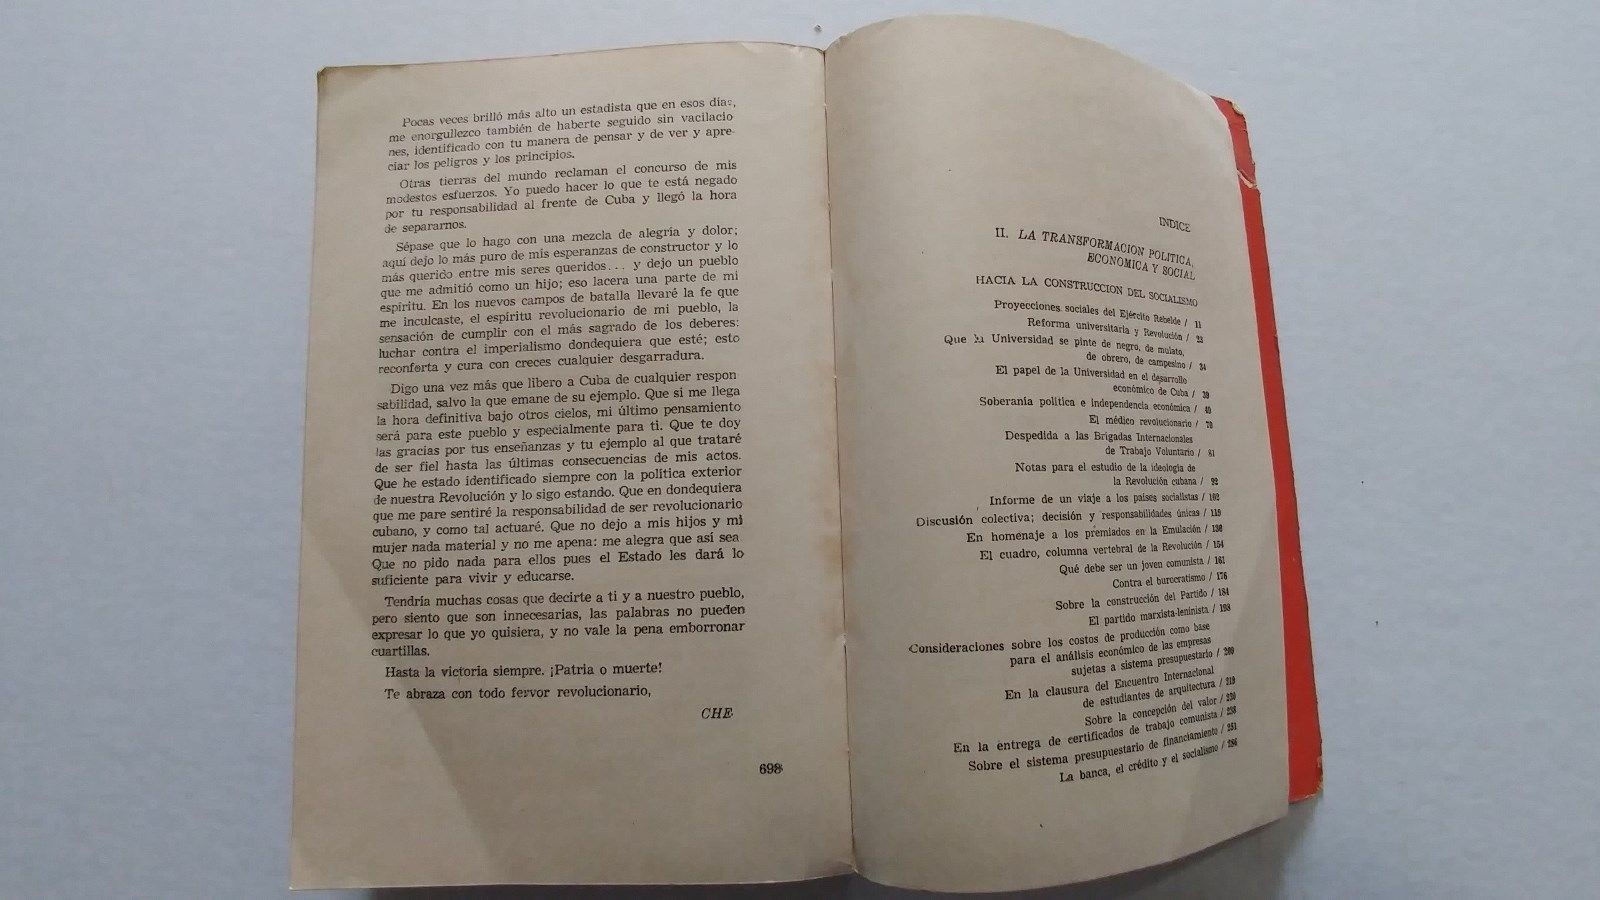 Pocas veces brilló más alto un estadista que en esos días,
me enorgullezco también de haberte seguido sin vacilacio
nes, identificado con tu manera de pensar y de ver y apre-
ciar los peligros y los principios.
Otras tierras del mundo reclaman el concurso de mis
modestos esfuerzos. Yo puedo hacer lo que te está negado
por tu responsabilidad al frente de Cuba y llegó la hora
de separarnos.
Sépase que lo hago con una mezcla de alegría y dolor;
aquí dejo lo más puro de mis esperanzas de constructor y lo
más querido entre mis seres queridos... y dejo un pueblo
que me admitió como un hijo; eso lacera una parte de mi
espíritu. En los nuevos campos de batalla llevaré la fe que
me inculcaste, el espíritu revolucionario de mi pueblo, la
sensación de cumplir con el más sagrado de los deberes:
luchar contra el imperialismo dondequiera que esté; esto
reconforta y cura con creces cualquier desgarradura.
Digo una vez más que libero a Cuba de cualquier respon
sabilidad, salvo la que emane de su ejemplo. Que si me llega
la hora definitiva bajo otros cielos, mi último pensamiento
será para este pueblo y especialmente para ti. Que te doy
las gracias por tus enseñanzas y tu ejemplo al que trataré
de ser fiel hasta las últimas consecuencias de mis actos.
Que he estado identificado siempre con la política exterior
de nuestra Revolución y lo sigo estando. Que en dondequiera
que me pare sentiré la responsabilidad de ser revolucionario
cubano, y como tal actuaré. Que no dejo a mis hijos y mi
mujer nada material y no me apena: me alegra que así sea
Que no pido nada para ellos pues el Estado les dará lo
suficiente para vivir y educarse.
Tendría muchas cosas que decirte a ti y a nuestro pueblo,
pero siento que son innecesarias, las palabras no pueden
expresar lo que yo quisiera, y no vale la pena emborronar
cuartillas.
Hasta la victoria siempre. ¡Patria o muerte!
Te abraza con todo fervor revolucionario,
CHE
698
INDICE
II. LA TRANSFORMACION POLITICA,
ECONOMICA Y SOCIAL
HACIA LA CONSTRUCCION DEL SOCIALISMO
Proyecciones sociales del Ejército Rebelde / 11
Reforma universitaria y Revolución / 23
Que la Universidad se pinte de negro, de mulato,
de obrero, de campesino / 34
El papel de la Universidad en el desarrollo
económico de Cuba / 39
Soberanía política e independencia económica / 49
El médico revolucionario / 70
Despedida a las Brigadas Internacionales
de Trabajo Voluntario / 81
Notas para el estudio de la ideología de
la Revolución cubana / 92
Informe de un viaje a los países socialistas / 102
Discusión colectiva; decisión y responsabilidades únicas / 119
En homenaje a los premiados en la Emulación / 139
El cuadro, columna vertebral de la Revolución / 154
Qué debe ser un joven comunista / 161
Contra el burocratismo / 176
Sobre la construcción del Partido / 184
El partido marxista-leninista / 198
Consideraciones sobre los costos de producción como base
para el análisis económico de las empresas
sujetas a sistema presupuestario / 209
En la clausura del Encuentro Internacional
de estudiantes de arquitectura / 219
Sobre la concepción del valor / 230
En la entrega de certificados de trabajo comunista / 238
Sobre el sistema presupuestario de financiamiento / 251
La banca, el crédito y el socialismo / 286